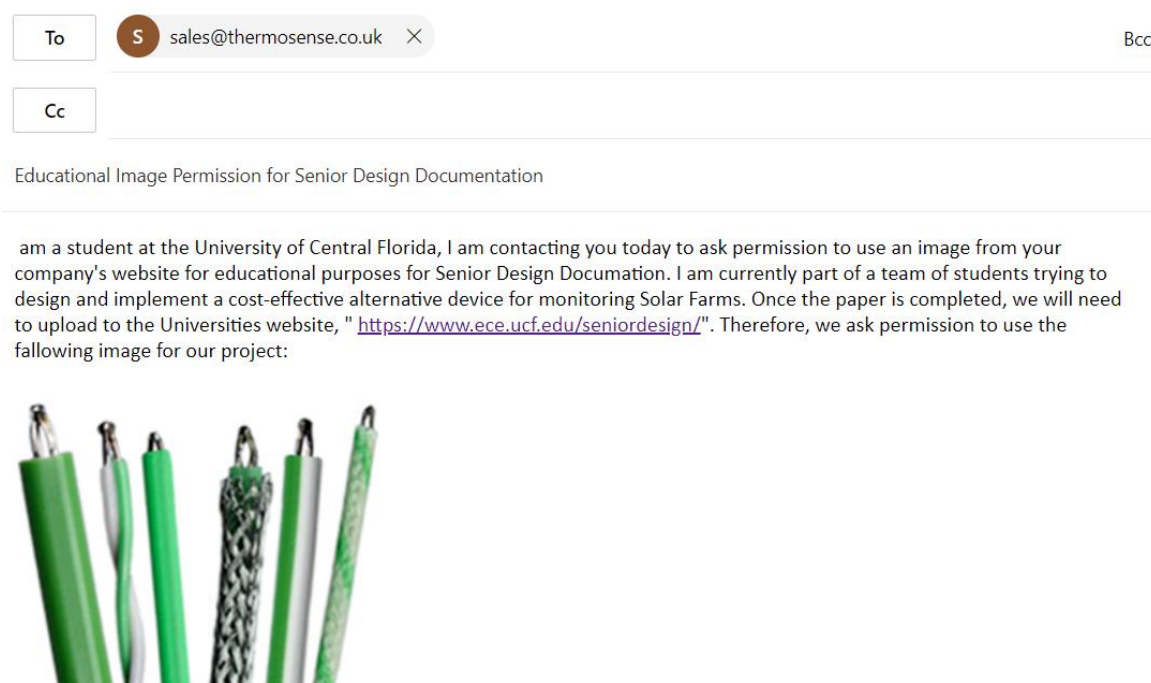 To
S
sales@thermosense.co.uk
Bcc
Cc
Educational Image Permission for Senior Design Documentation
am a student at the University of Central Florida, I am contacting you today to ask permission to use an image from your
company's website for educational purposes for Senior Design Documation. I am currently part of a team of students trying to
design and implement a cost-effective alternative device for monitoring Solar Farms. Once the paper is completed, we will need
to upload to the Universities website, " https://www.ece.ucf.edu/seniordesign/". Therefore, we ask permission to use the
fallowing image for our project: